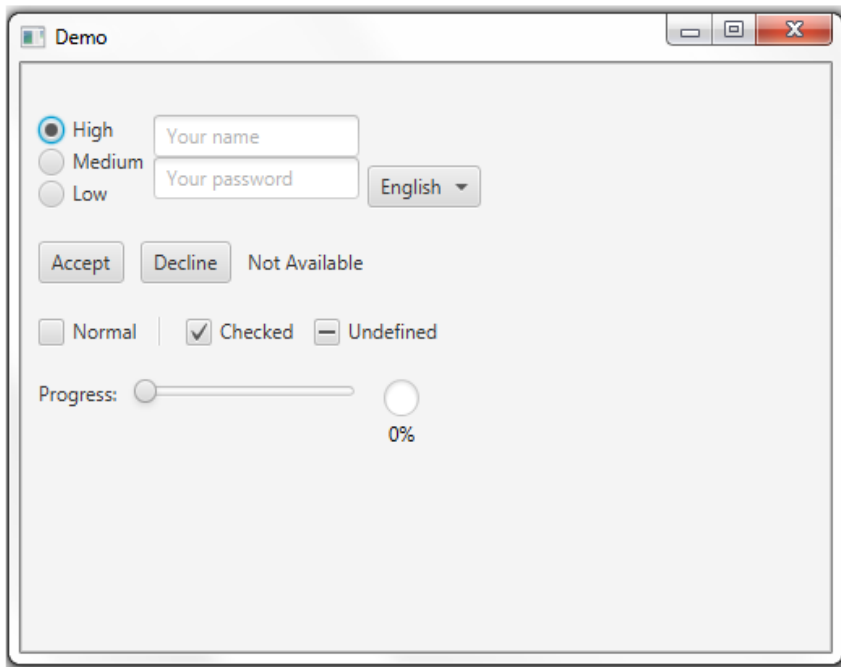 Demo
High
Your name
Medium
Your password
English
Low
Accept Decline Not Available
Normal Checked Undefined
Progress:
0%